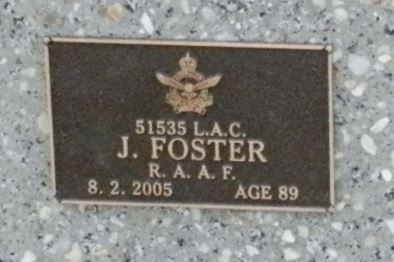 51535 L.A.C.
J. FOSTER
R. A. A. F.
8. 2. 2005 AGE 89